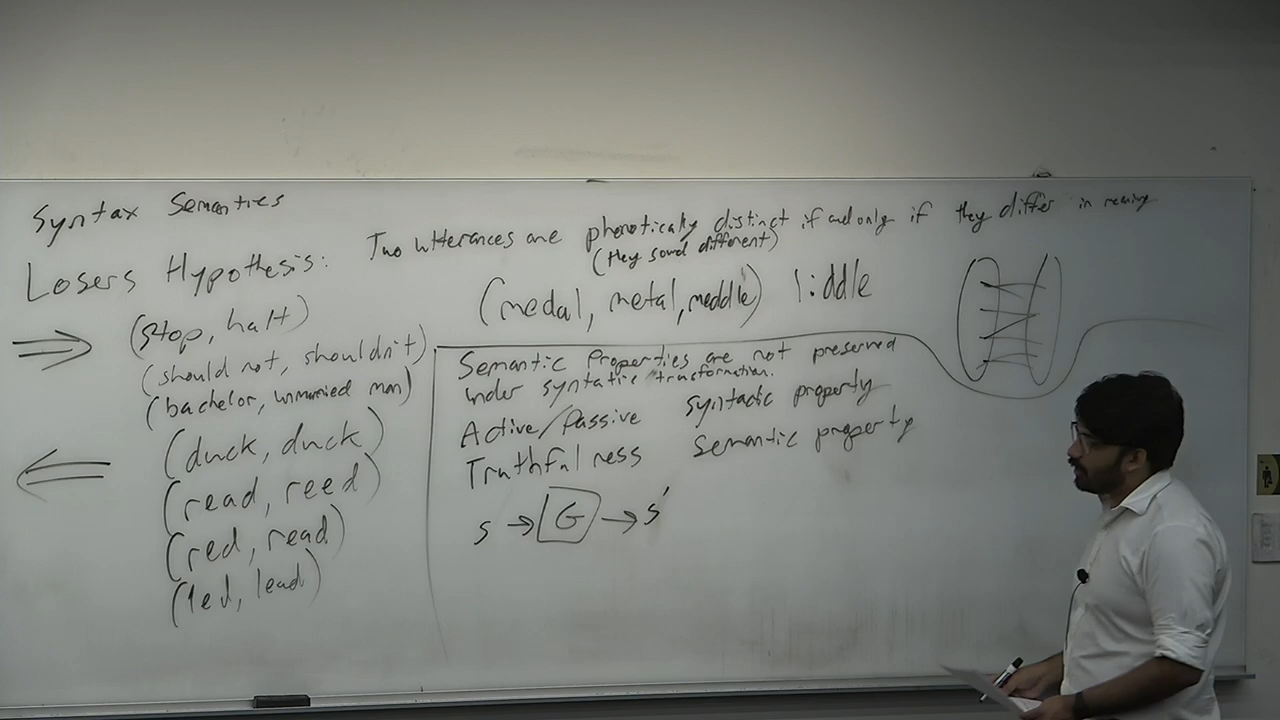 Syntax Semantics
Losers Hypothesis: Two utterances are phonetically distinct if and only if they differ in meaning
(they sound different)
(medal, metal, meddle) liddle
(stop, halt)
(should not, shouldn't)
(bachelor, unmarried man)
(duck, duck)
(read, reed)
(red, read)
(led, lead)
Semantic Properties are not preserved
under syntatic transformation.
Active/Passive syntactic property
Truthfulness Semantic property
s → G → s'